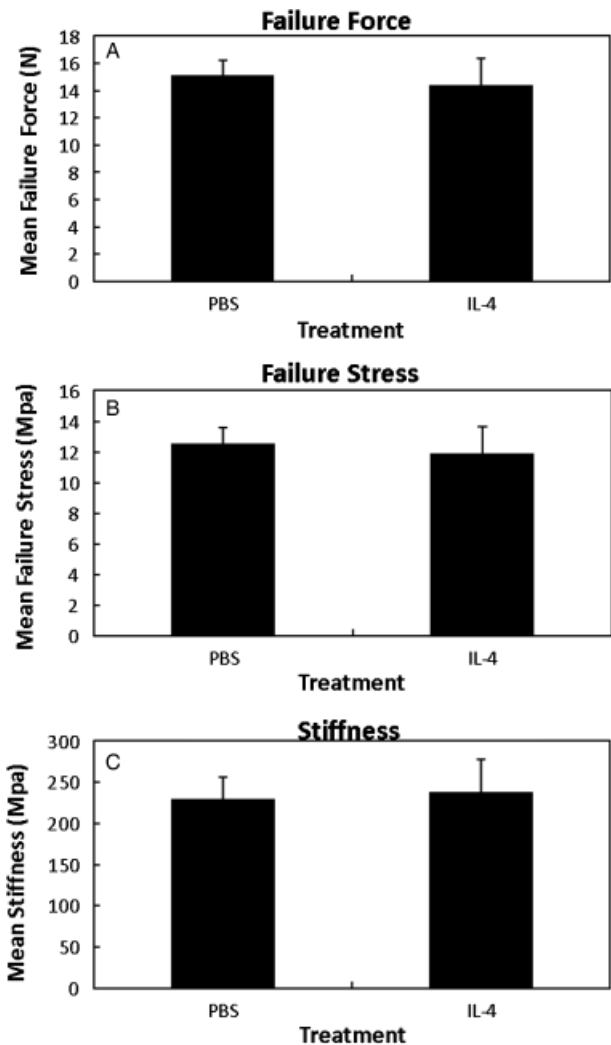 Failure Force
A
Mean Failure Force (N)
18
16
14
12
10
8
6
4
2
0
PBS IL-4
Treatment
Failure Stress
B
Mean Failure Stress (Mpa)
16
14
12
10
8
6
4
2
0
PBS IL-4
Treatment
Stiffness
C
Mean Stiffness (Mpa)
300
250
200
150
100
50
0
PBS IL-4
Treatment